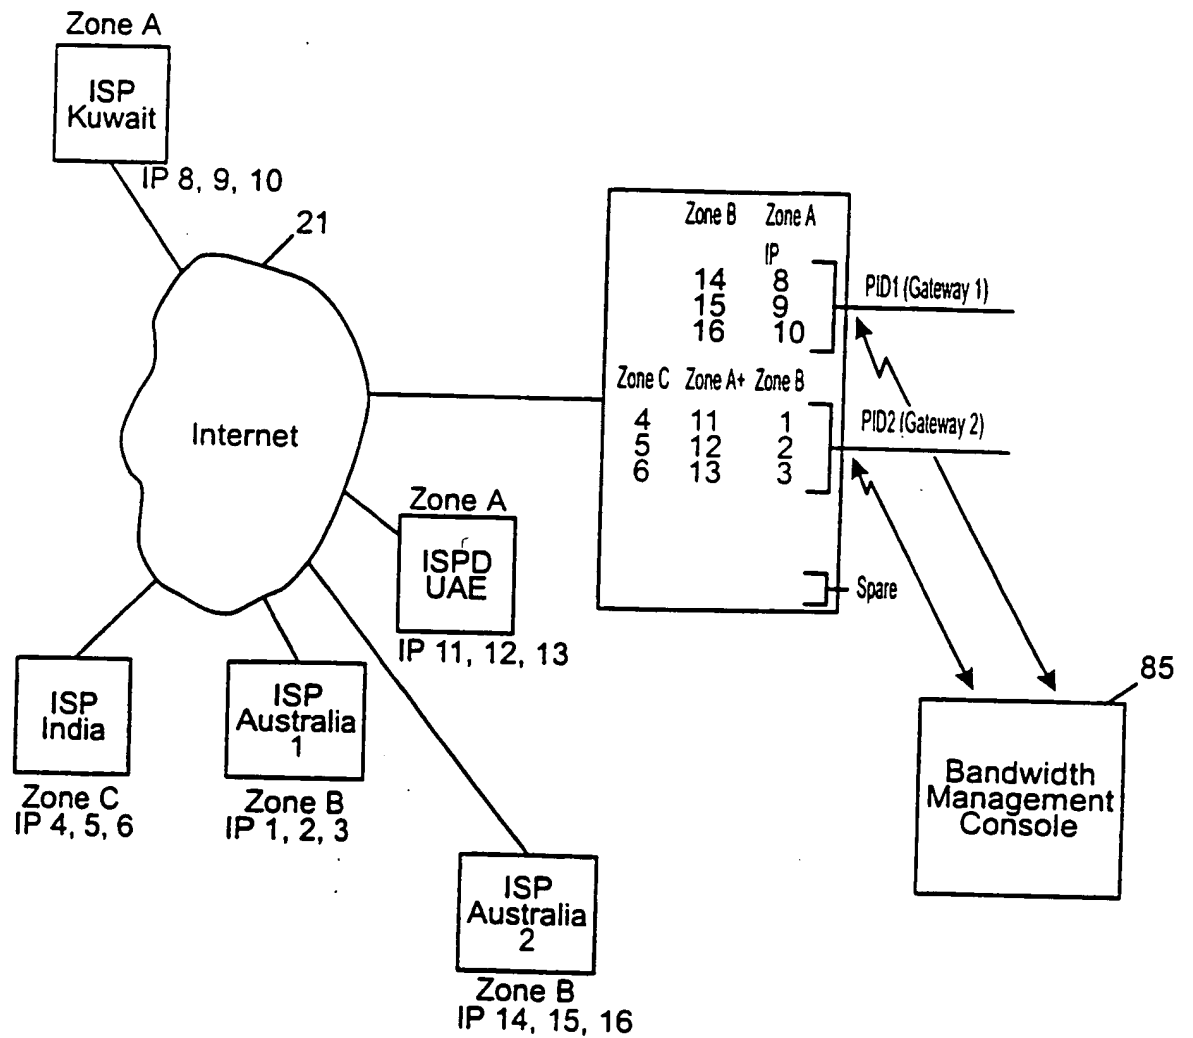 Zone A
ISP
Kuwait
IP 8, 9, 10
21
Internet
Zone B Zone A
IP
14 8
15 9
16 10
PID1 (Gateway 1)
Zone C Zone A+ Zone B
4 11 1
5 12 2
6 13 3
PID2 (Gateway 2)
Spare
Zone A
ISPD
UAE
IP 11, 12, 13
ISP
India
Zone C
IP 4, 5, 6
ISP
Australia
1
Zone B
IP 1, 2, 3
ISP
Australia
2
Zone B
IP 14, 15, 16
85
Bandwidth
Management
Console